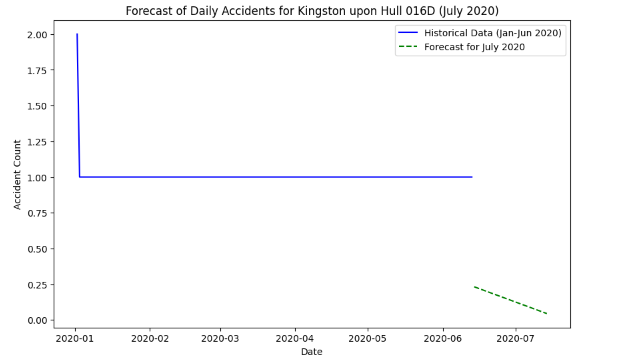 Forecast of Daily Accidents for Kingston upon Hull 016D (July 2020)
Historical Data (Jan-Jun 2020)
Forecast for July 2020
Accident Count
2.00
1.75
1.50
1.25
1.00
0.75
0.50
0.25
0.00
2020-01 2020-02 2020-03 2020-04 2020-05 2020-06 2020-07
Date